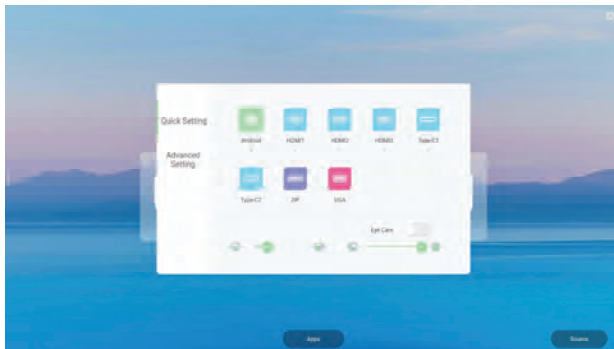 Quick Setting
Advanced
Setting
Android
HDMI1
HDMI2
HDMI3
Type-C1
Type-C2
DP
VGA
Eye Care
Apps
Source